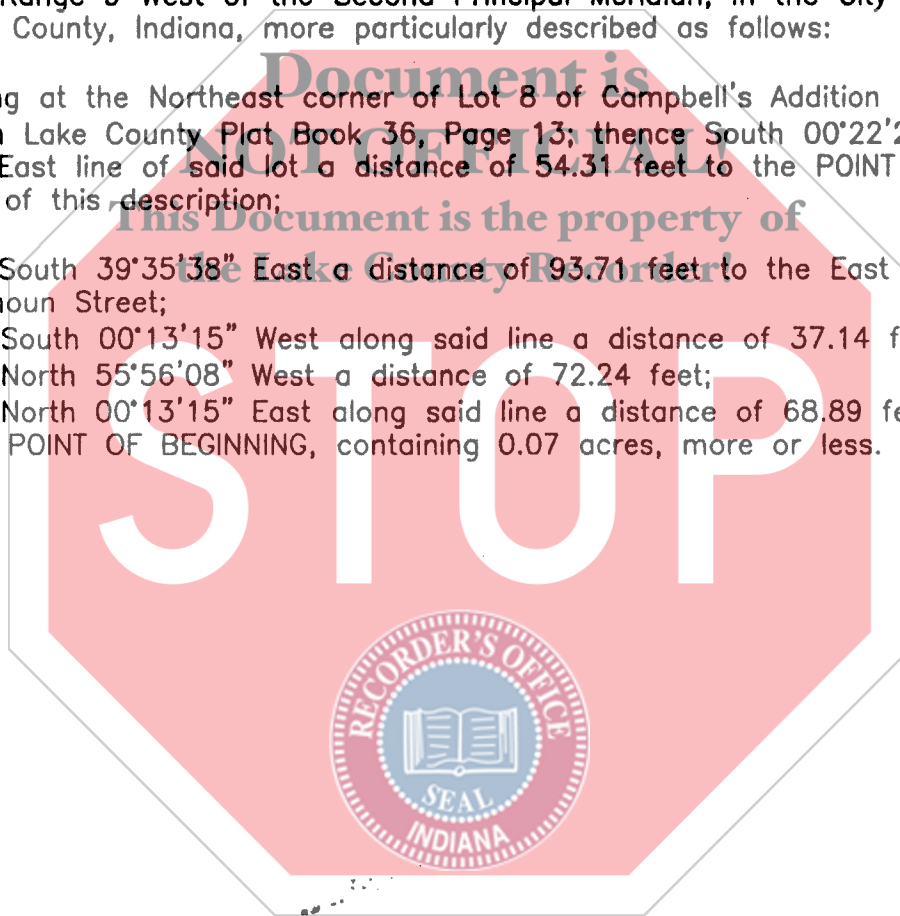 Range 9 West of the Second Principal Meridian, in the City
County, Indiana, more particularly described as follows:
Document is
ng at the Northeast corner of Lot 8 of Campbell's Addition
Lake County Plat Book 36, Page 13; thence South 00°22'2
NOT OFFICIAL!
East line of said lot a distance of 54.31 feet to the POINT
of this description;
This Document is the property of
the Lake County Recorder!
South 39°35'38" East a distance of 93.71 feet to the East
oun Street;
South 00°13'15" West along said line a distance of 37.14 f
North 55°56'08" West a distance of 72.24 feet;
North 00°13'15" East along said line a distance of 68.89 fe
POINT OF BEGINNING, containing 0.07 acres, more or less.
STOP
RECORDER'S OFFICE
SEAL
INDIANA